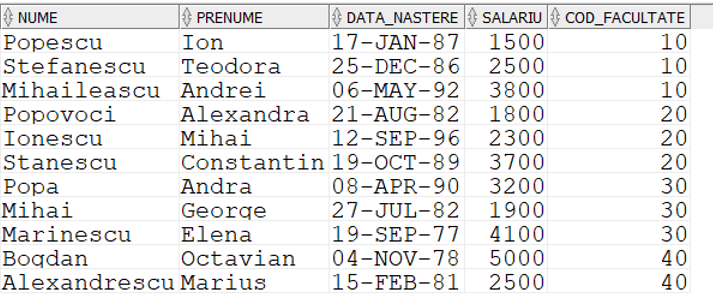 NUME PRENUME DATA_NASTERE SALARIU COD_FACULTATE
Popescu Ion 17-JAN-87 1500 10
Stefanescu Teodora 25-DEC-86 2500 10
Mihaileascu Andrei 06-MAY-92 3800 10
Popovoci Alexandra 21-AUG-82 1800 20
Ionescu Mihai 12-SEP-96 2300 20
Stanescu Constantin 19-OCT-89 3700 20
Popa Andra 08-APR-90 3200 30
Mihai George 27-JUL-82 1900 30
Marinescu Elena 19-SEP-77 4100 30
Bogdan Octavian 04-NOV-78 5000 40
Alexandrescu Marius 15-FEB-81 2500 40